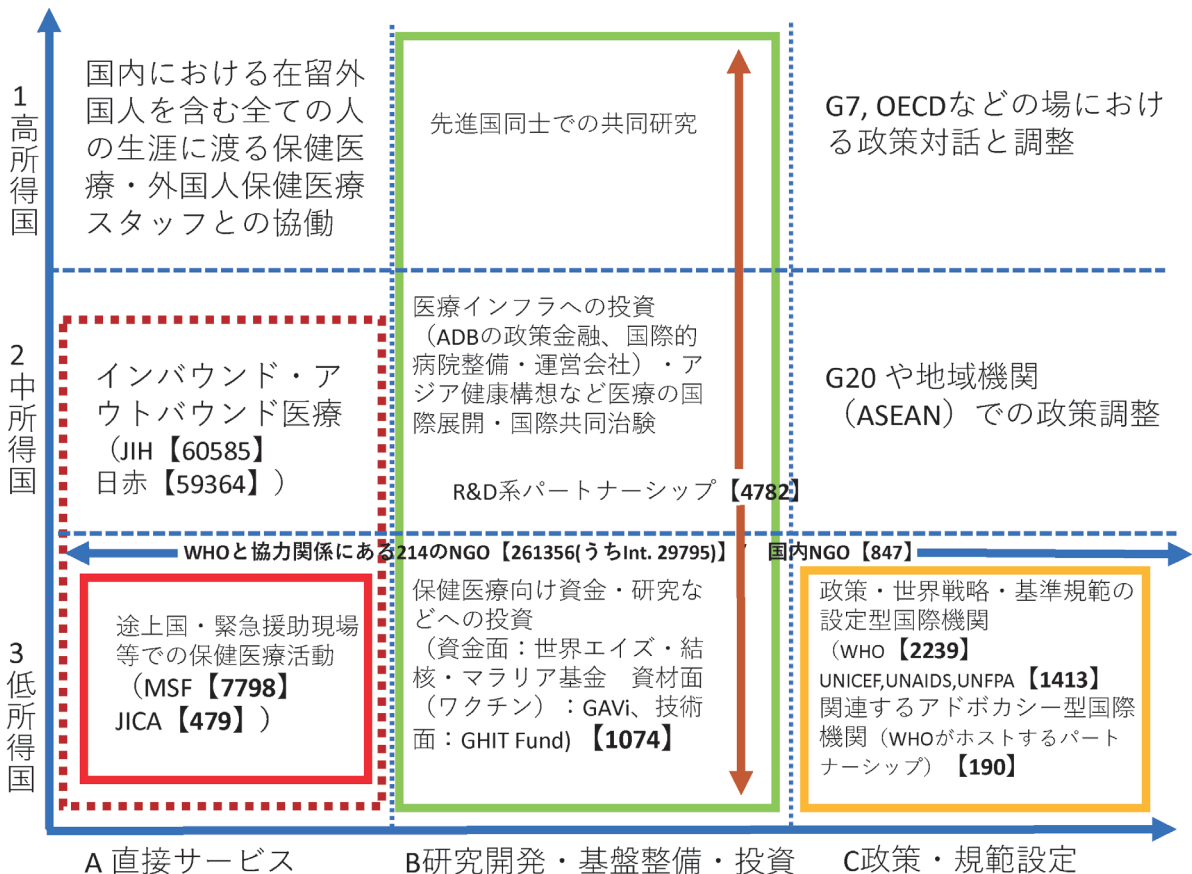 1高所得国
国内における在留外
国人を含む全ての人
の生涯に渡る保健医
療・外国人保健医療
スタッフとの協働
先進国同士での共同研究
G7, OECDなどの場におけ
る政策対話と調整
2中所得国
インバウンド・ア
ウトバウンド医療
（JIH【60585】
日赤【59364】）
医療インフラへの投資
（ADBの政策金融、国際的
病院整備・運営会社）・ア
ジア健康構想など医療の国
際展開・国際共同治験
R&D系パートナーシップ【4782】
G20 や地域機関
（ASEAN）での政策調整
WHOと協力関係にある214のNGO【261356(うちInt. 29795)】 国内NGO【847】
3低所得国
途上国・緊急援助現場
等での保健医療活動
（MSF【7798】
JICA【479】）
保健医療向け資金・研究な
どへの投資
（資金面：世界エイズ・結
核・マラリア基金 資材面
（ワクチン）：GAVi、技術
面：GHIT Fund)【1074】
政策・世界戦略・基準規範の
設定型国際機関
（WHO【2239】
UNICEF,UNAIDS,UNFPA【1413】
関連するアドボカシー型国際
機関（WHOがホストするパート
ナーシップ）【190】
A 直接サービス
B研究開発・基盤整備・投資
C政策・規範設定